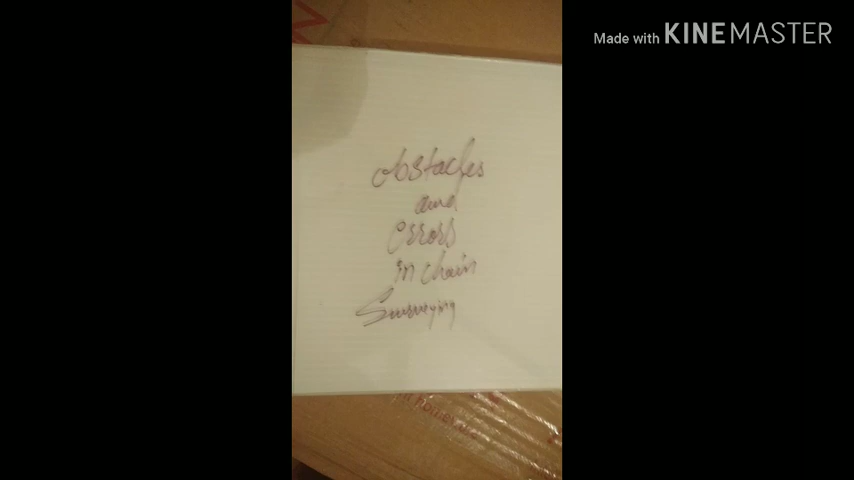 Made with KINEMASTER
Obstacles
and
errors
in chain
Surveying